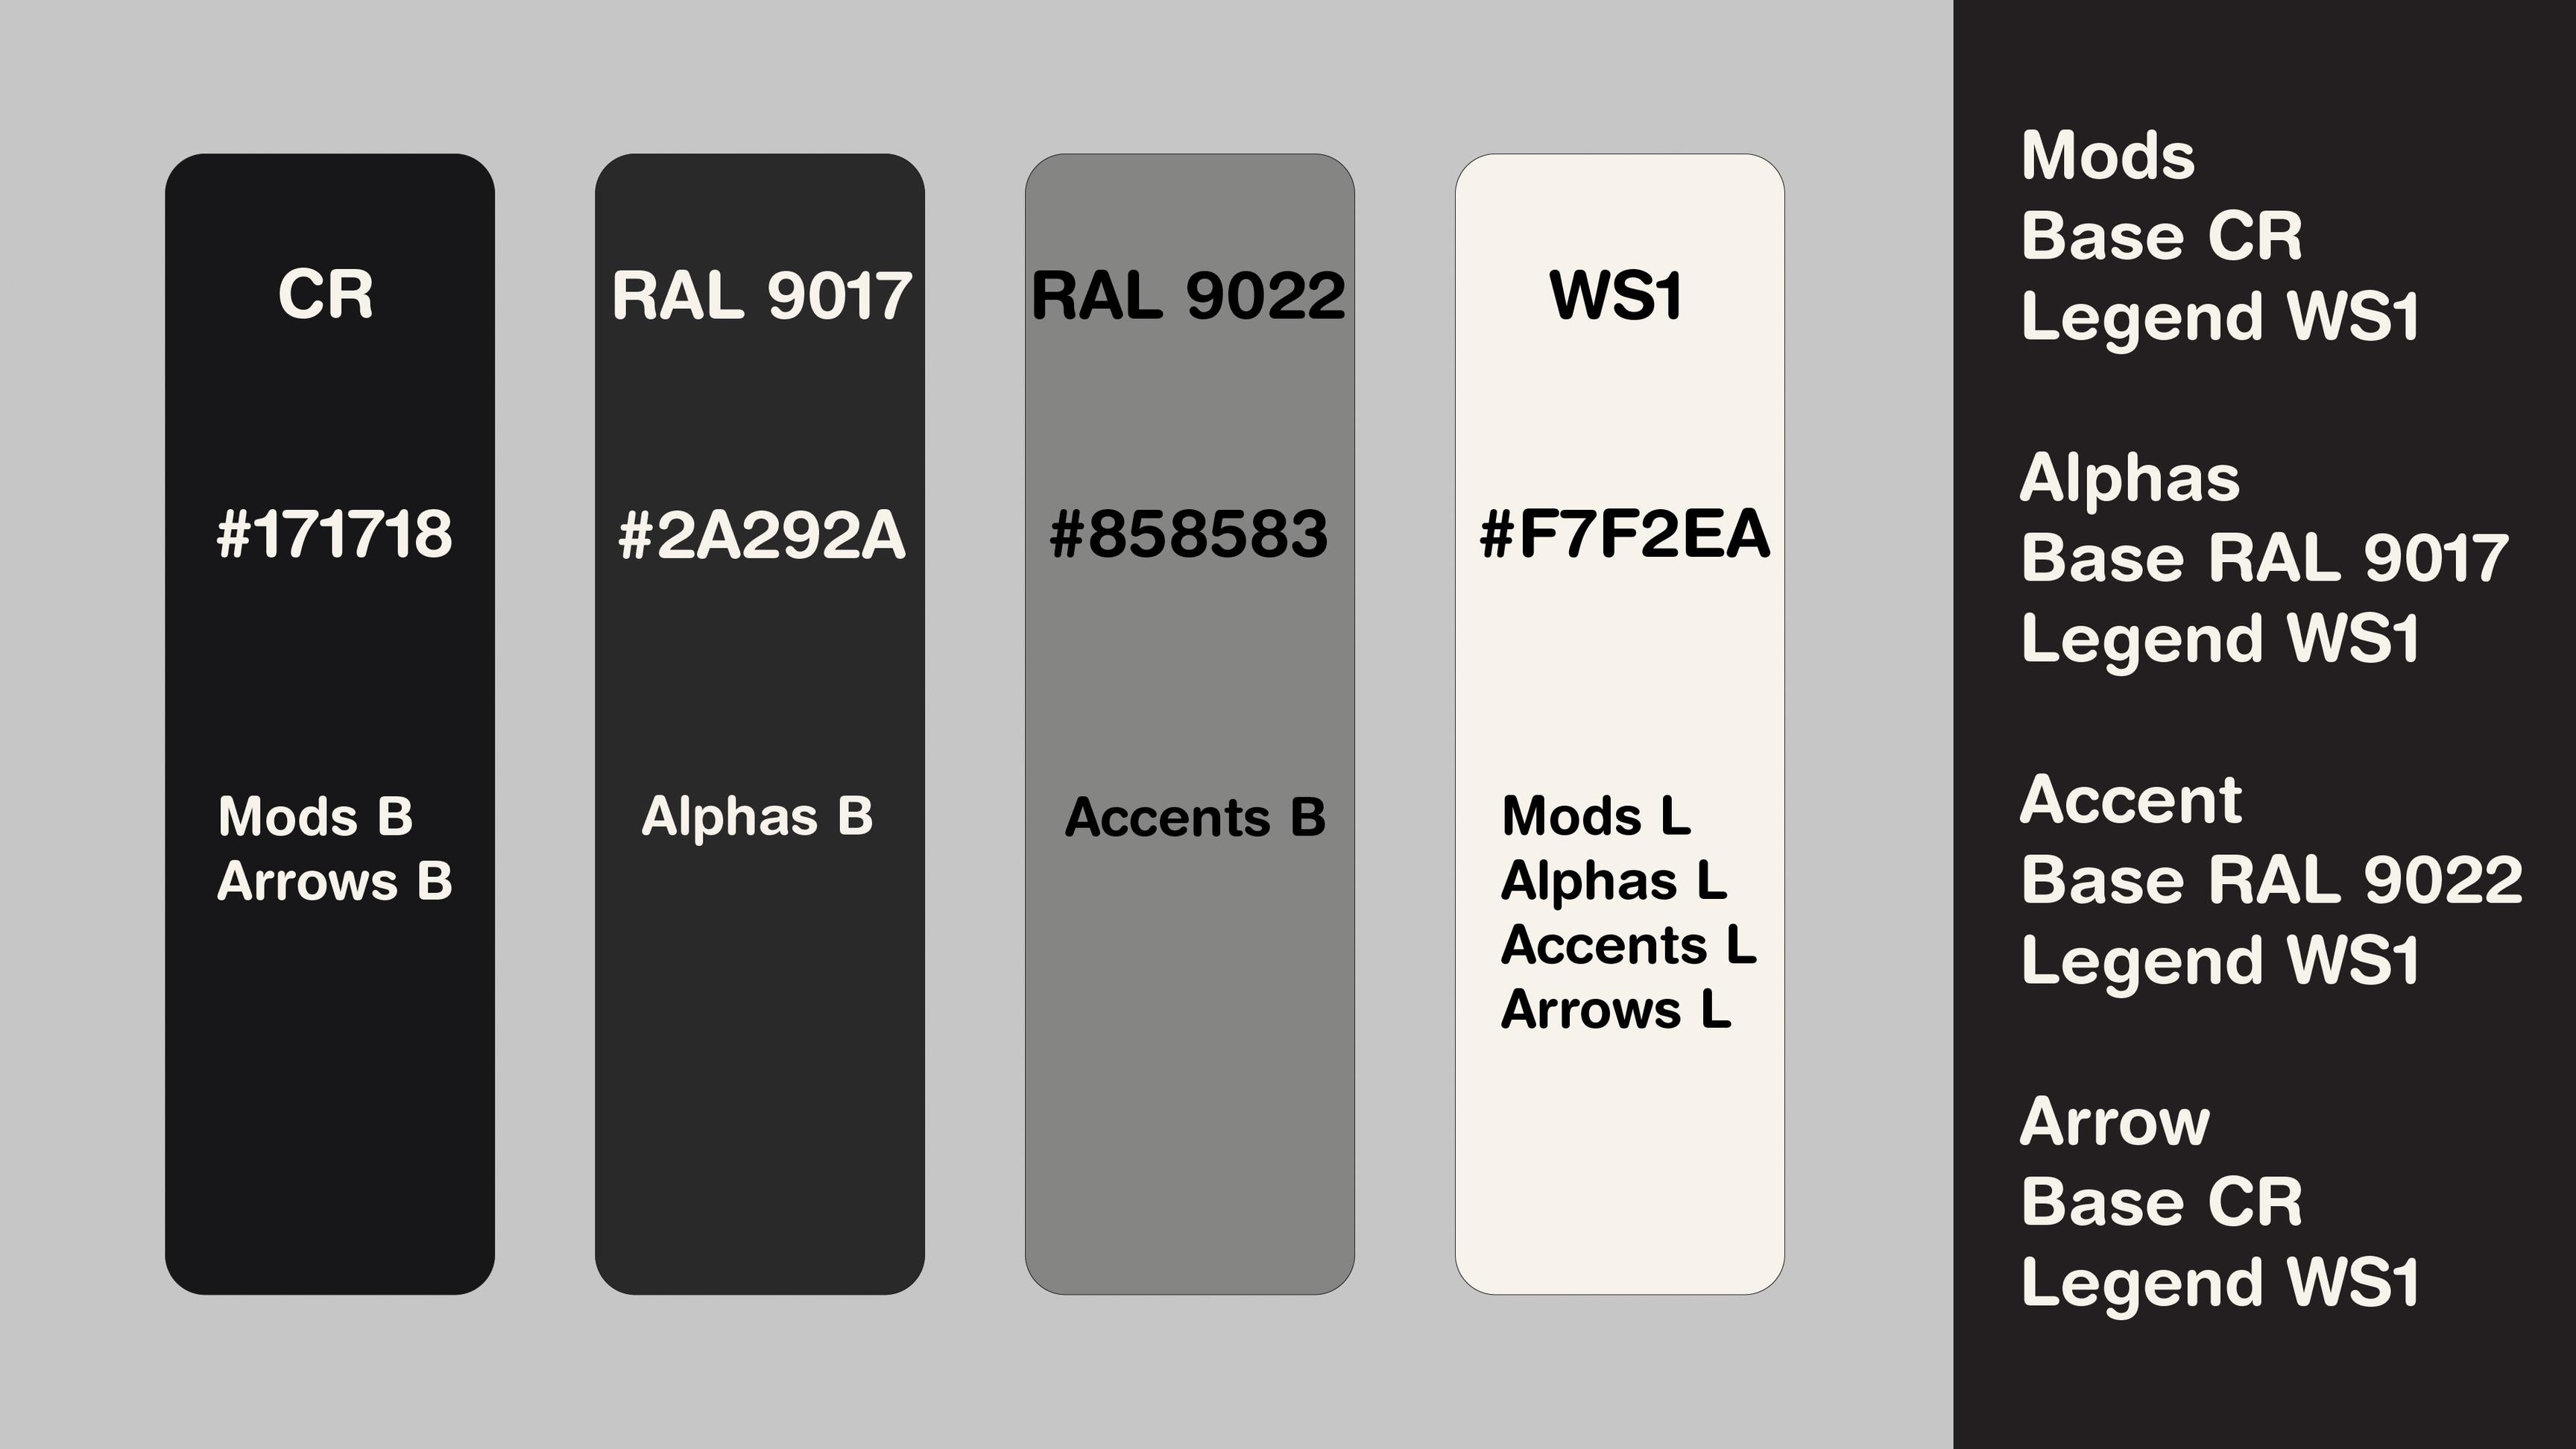 CR
#171718
Mods B
Arrows B
RAL 9017
#2A292A
Alphas B
RAL 9022
#858583
Accents B
WS1
#F7F2EA
Mods L
Alphas L
Accents L
Arrows L
Mods
Base CR
Legend WS1
Alphas
Base RAL 9017
Legend WS1
Accent
Base RAL 9022
Legend WS1
Arrow
Base CR
Legend WS1